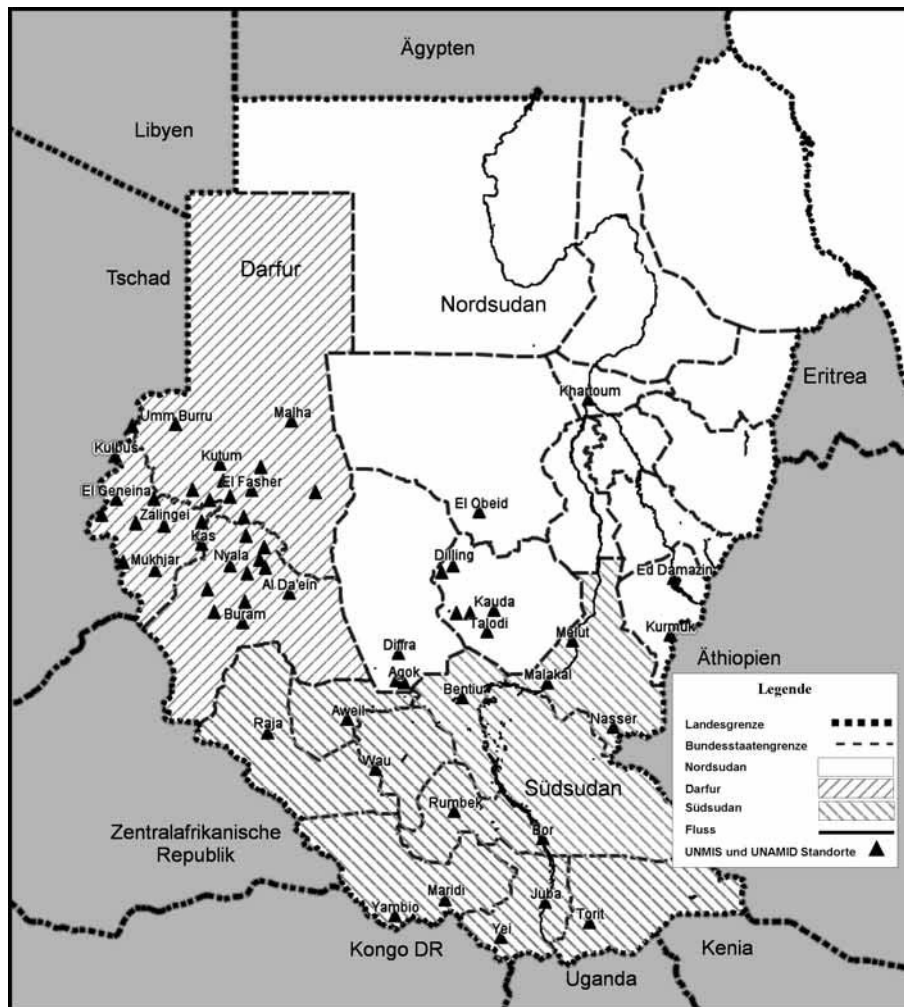 Ägypten
Libyen
Tschad
Darfur
Nordsudan
Eritrea
Khartoum
Umm Burru
Malha
Kulbus
Kutum
El Geneina
El Fasher
Zalingei
Kas
El Obeid
Mukhjar
Nyala
Dilling
Ed Damazin
Al Da'ein
Buram
Kauda
Talodi
Kurmuk
Melut
Diffra
Agok
Bentiu
Malakal
Äthiopien
Raja
Aweil
Nasser
Wau
Südsudan
Rumbek
Bor
Zentralafrikanische
Republik
Maridi
Juba
Yambio
Torit
Yei
Kongo DR
Kenia
Uganda
Legende
Landesgrenze
Bundesstaatengrenze
Nordsudan
Darfur
Südsudan
Fluss
UNMIS und UNAMID Standorte